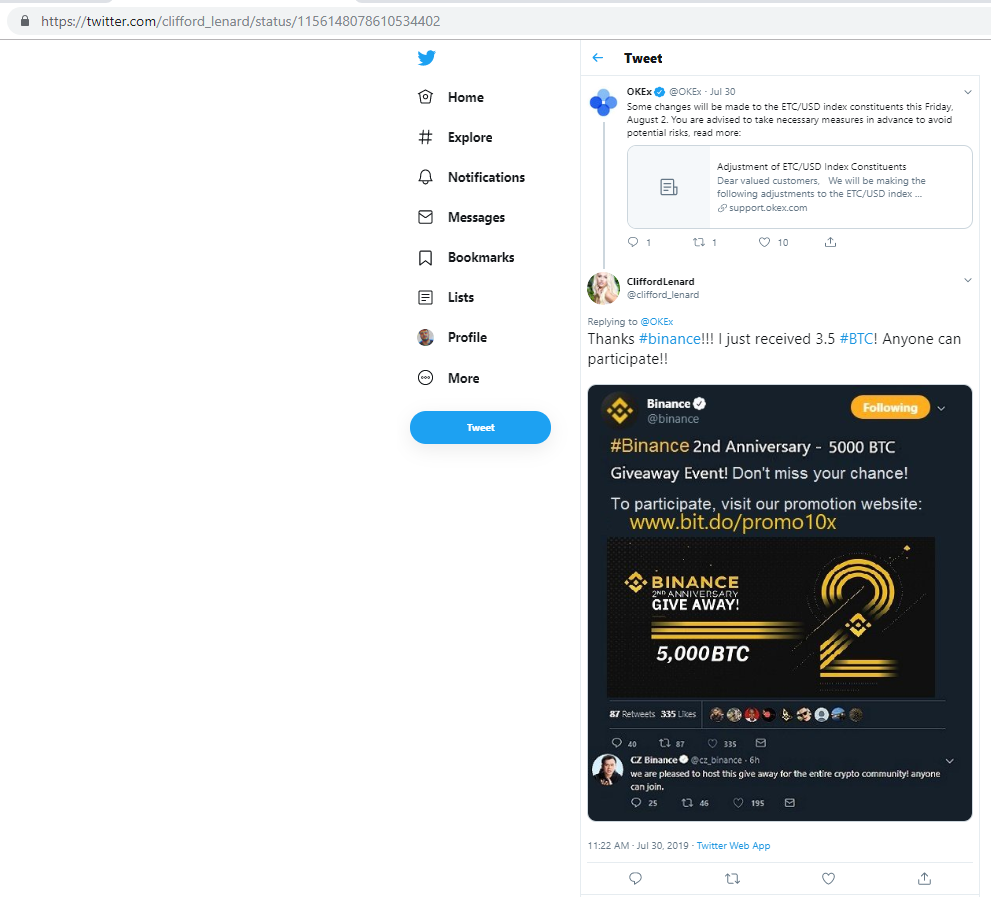 https://twitter.com/clifford_lenard/status/1156148078610534402
Home
Explore
Notifications
Messages
Bookmarks
Lists
Profile
More
Tweet
Tweet
OKEx @OKEx · Jul 30
Some changes will be made to the ETC/USD index constituents this Friday,
August 2. You are advised to take necessary measures in advance to avoid
potential risks, read more:
Adjustment of ETC/USD Index Constituents
Dear valued customers, We will be making the
following adjustments to the ETC/USD index ...
support.okex.com
1 1 10
CliffordLenard
@clifford_lenard
Replying to @OKEx
Thanks #binance!!! I just received 3.5 #BTC! Anyone can
participate!!
Binance
@binance
Following
#Binance 2nd Anniversary - 5000 BTC
Giveaway Event! Don't miss your chance!
To participate, visit our promotion website:
www.bit.do/promo10x
BINANCE
2ND ANNIVERSARY
GIVE AWAY!
5,000 BTC
2
87 Retweets 335 Likes
40 87 335
CZ Binance @cz_binance · 6h
we are pleased to host this give away for the entire crypto community! anyone
can join.
25 46 195
11:22 AM · Jul 30, 2019 · Twitter Web App